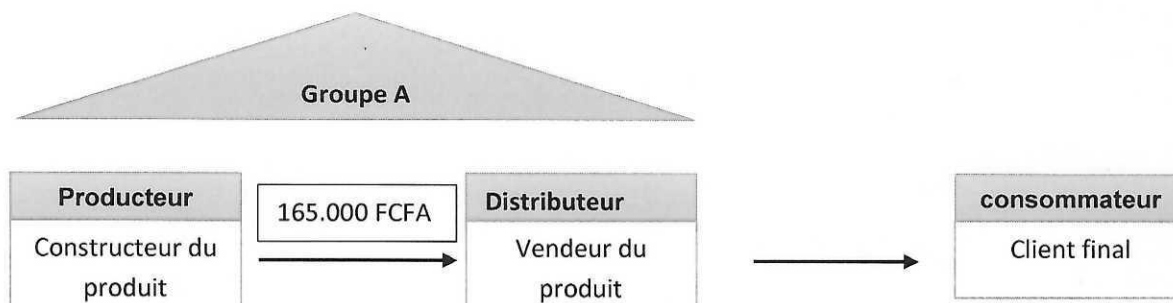 Groupe A
Producteur
Constructeur du
produit
165.000 FCFA
Distributeur
Vendeur du
produit
consommateur
Client final